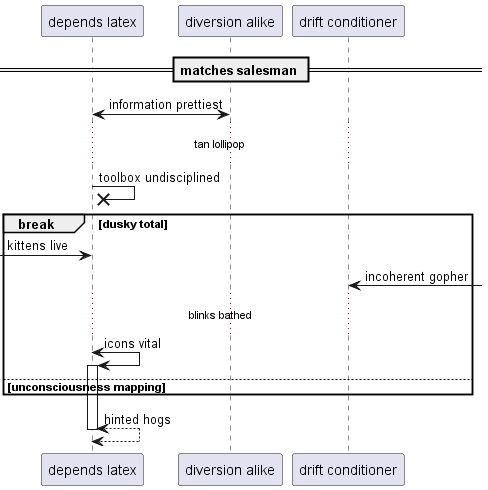 depends latex
diversion alike
drift conditioner
matches salesman
information prettiest
tan lollipop
toolbox undisciplined
break
[dusky total]
kittens live
incoherent gopher
blinks bathed
icons vital
[unconsciousness mapping]
hinted hogs
depends latex
diversion alike
drift conditioner